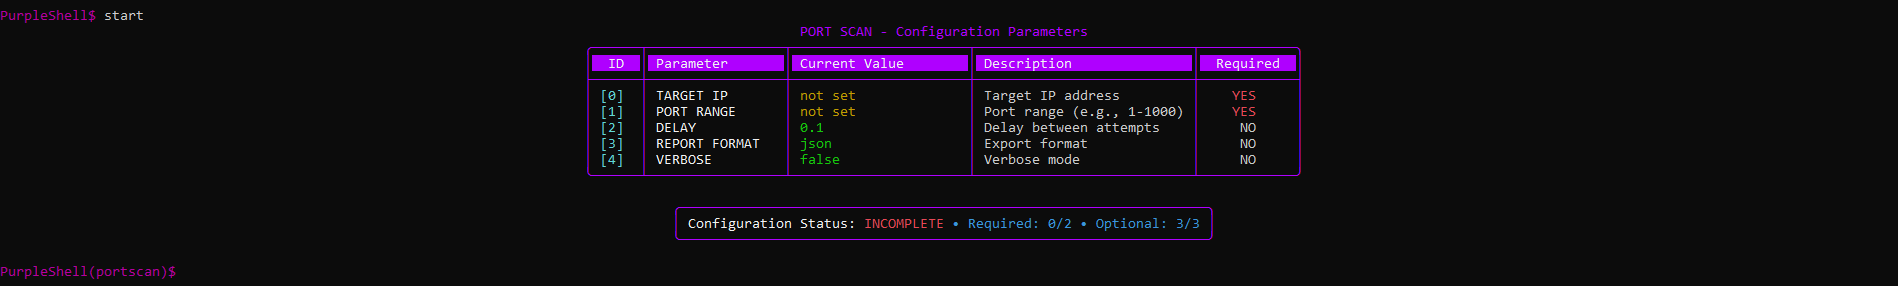 PurpleShell$ start
PORT SCAN - Configuration Parameters
ID Parameter Current Value Description Required
[0] TARGET IP not set Target IP address YES
[1] PORT RANGE not set Port range (e.g., 1-1000) YES
[2] DELAY 0.1 Delay between attempts NO
[3] REPORT FORMAT json Export format NO
[4] VERBOSE false Verbose mode NO
Configuration Status: INCOMPLETE • Required: 0/2 • Optional: 3/3
PurpleShell(portscan)$